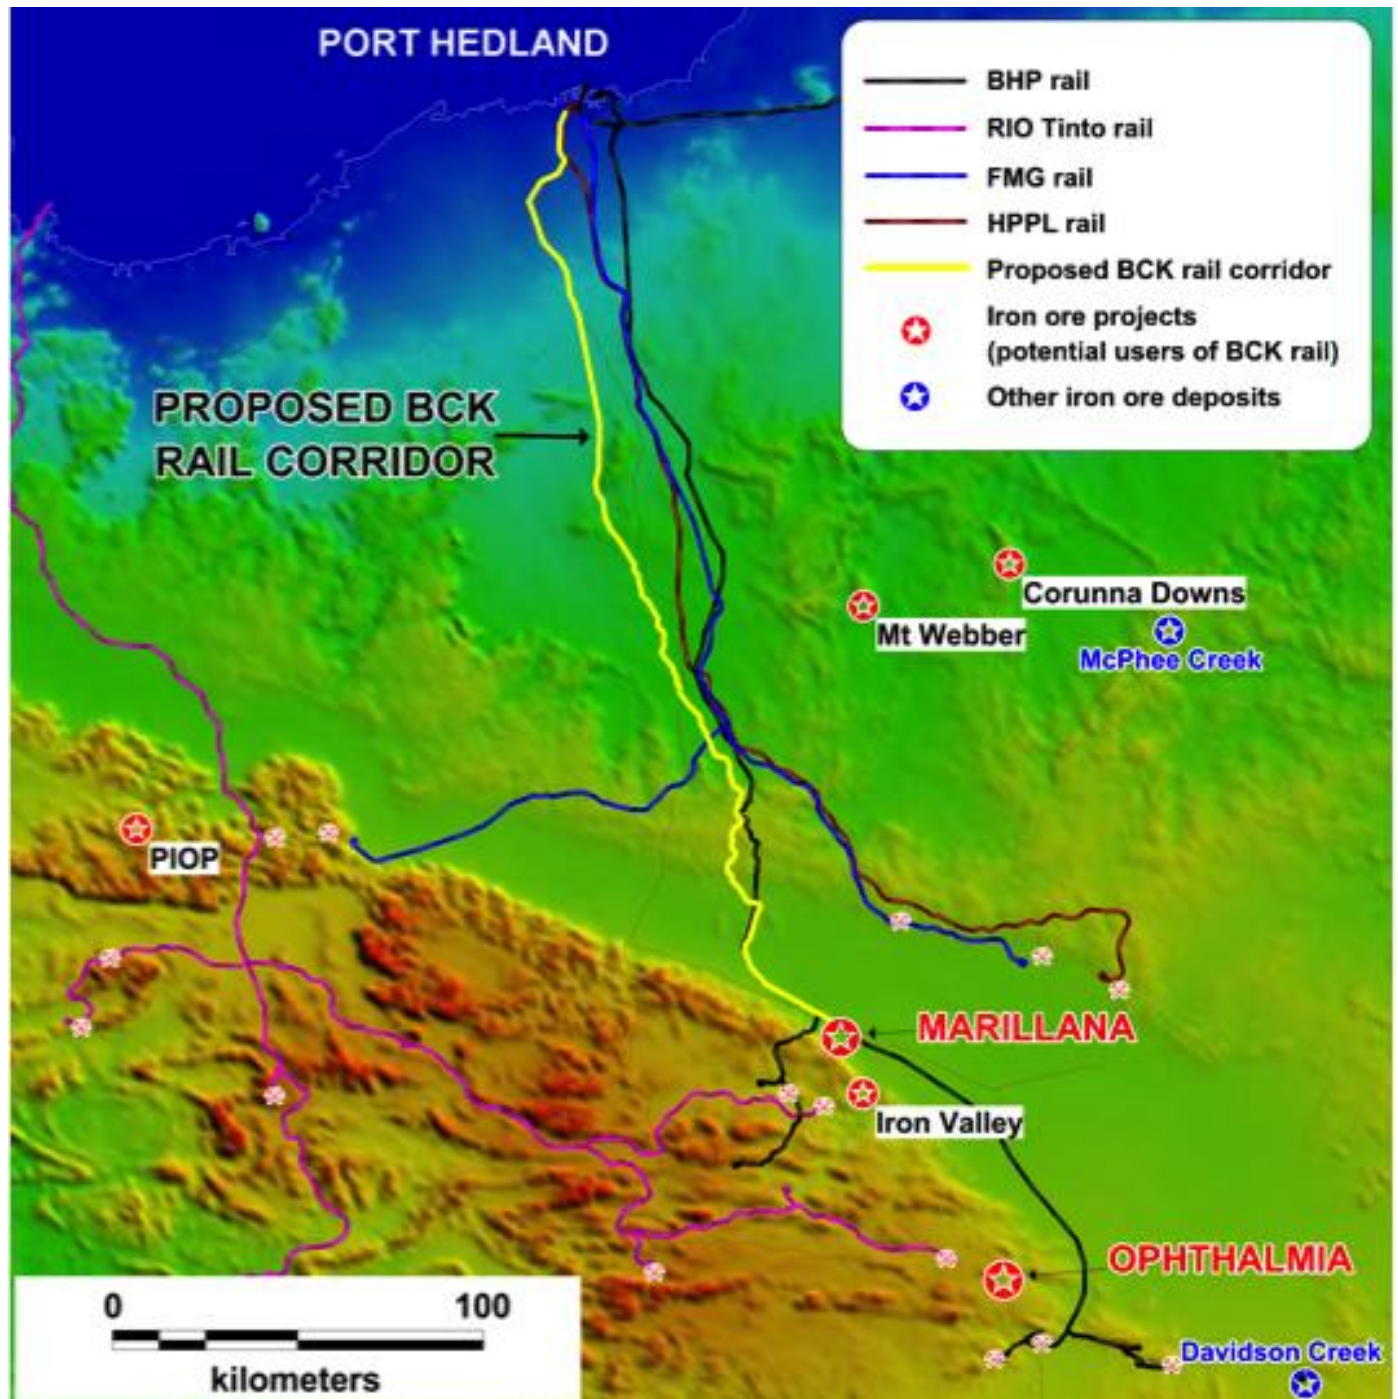 PORT HEDLAND
BHP rail
RIO Tinto rail
FMG rail
HPPL rail
Proposed BCK rail corridor
Iron ore projects
(potential users of BCK rail)
Other iron ore deposits
PROPOSED BCK
RAIL CORRIDOR
Corunna Downs
Mt Webber
McPhee Creek
PIOP
MARILLANA
Iron Valley
OPHTHALMIA
Davidson Creek
0 100
kilometers